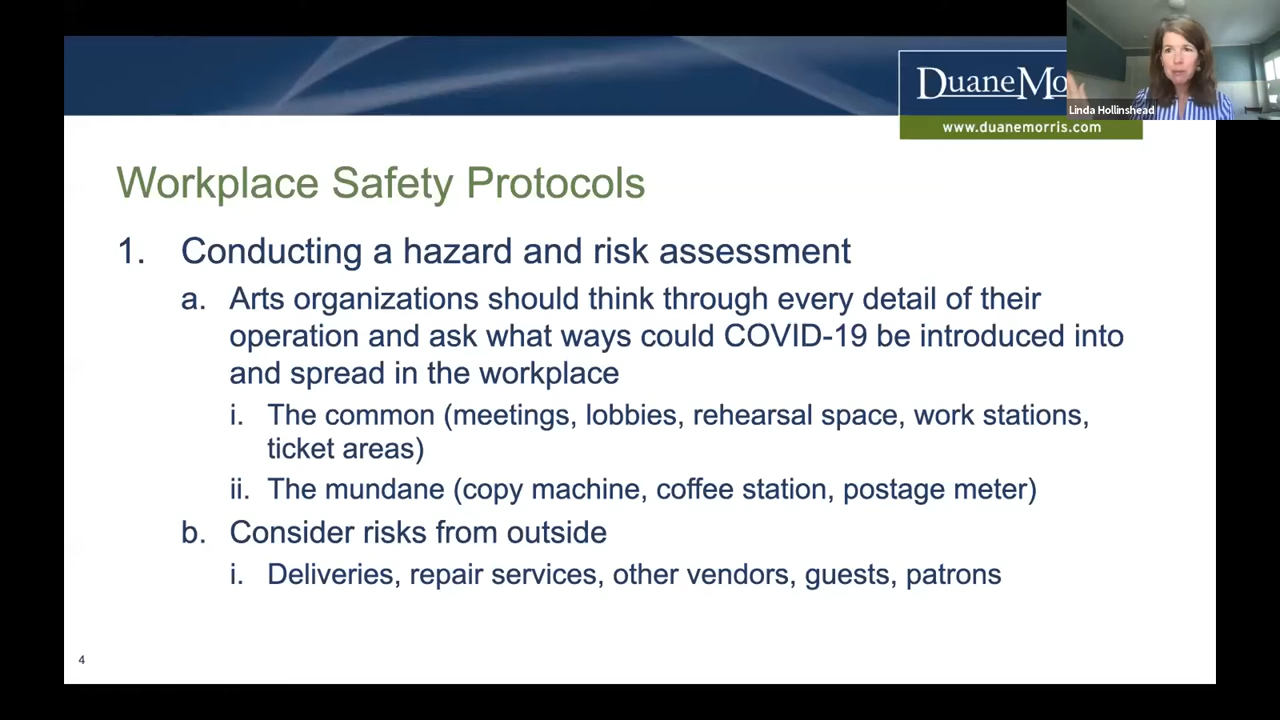 DuaneMo
Linda Hollinshead
www.duanemorris.com
Workplace Safety Protocols
1. Conducting a hazard and risk assessment
a. Arts organizations should think through every detail of their
operation and ask what ways could COVID-19 be introduced into
and spread in the workplace
i. The common (meetings, lobbies, rehearsal space, work stations,
ticket areas)
ii. The mundane (copy machine, coffee station, postage meter)
b. Consider risks from outside
i. Deliveries, repair services, other vendors, guests, patrons
4